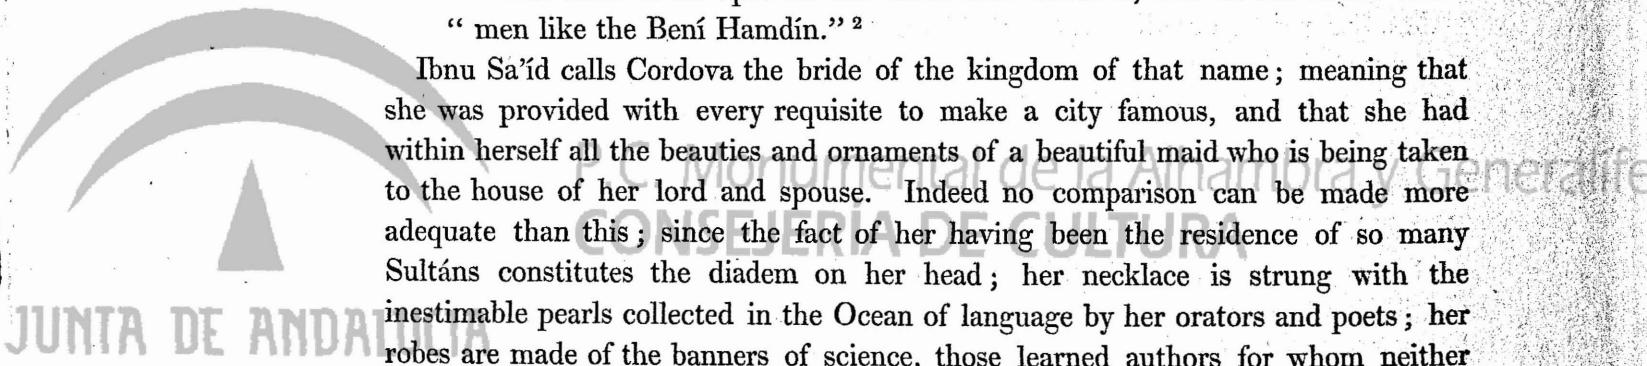 “ men like the Bení Hamdín.” ²
Ibnu Sa’íd calls Cordova the bride of the kingdom of that name ; meaning that
she was provided with every requisite to make a city famous, and that she had
within herself all the beauties and ornaments of a beautiful maid who is being taken
to the house of her lord and spouse. Indeed no comparison can be made more
adequate than this ; since the fact of her having been the residence of so many
Sultáns constitutes the diadem on her head ; her necklace is strung with the
inestimable pearls collected in the Ocean of language by her orators and poets ; her
robes are made of the banners of science, those learned authors for whom neither
P.C. Monumental de la Alhambra y Generalife
CONSEJERÍA DE CULTURA
JUNTA DE ANDALUCIA